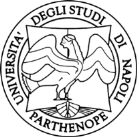 UNIVERSITA' DEGLI STUDI DI NAPOLI
PARTHENOPE